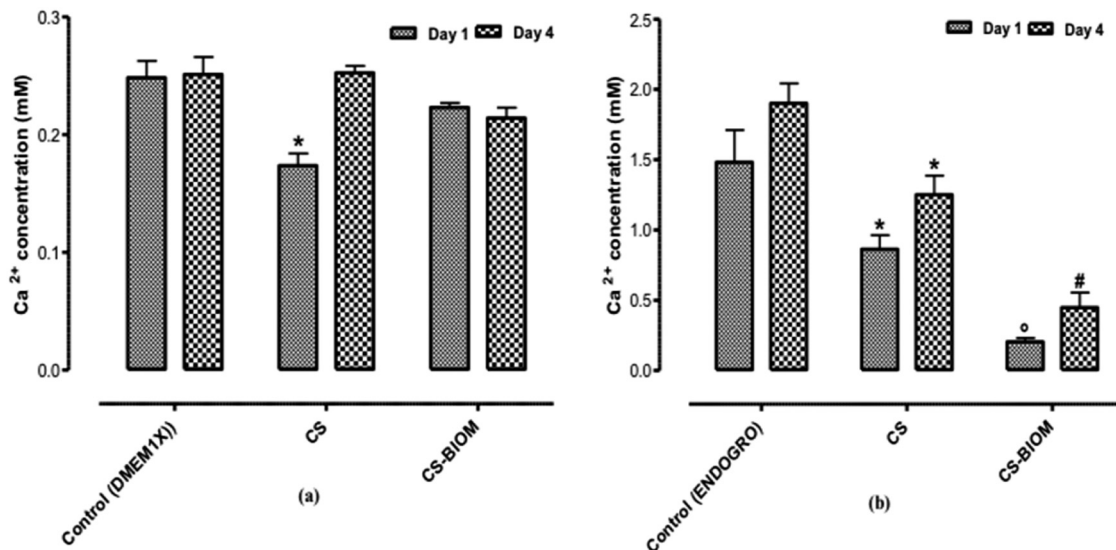 Ca 2+ concentration (mM)
0.3
0.2
0.1
0.0
Day 1 Day 4
*
Control (DMEM1X))
CS
CS-BIOM
(a)
Ca 2+ concentration (mM)
2.5
2.0
1.5
1.0
0.5
0.0
Day 1 Day 4
*
*
°
#
Control (ENDOGRO)
CS
CS-BIOM
(b)